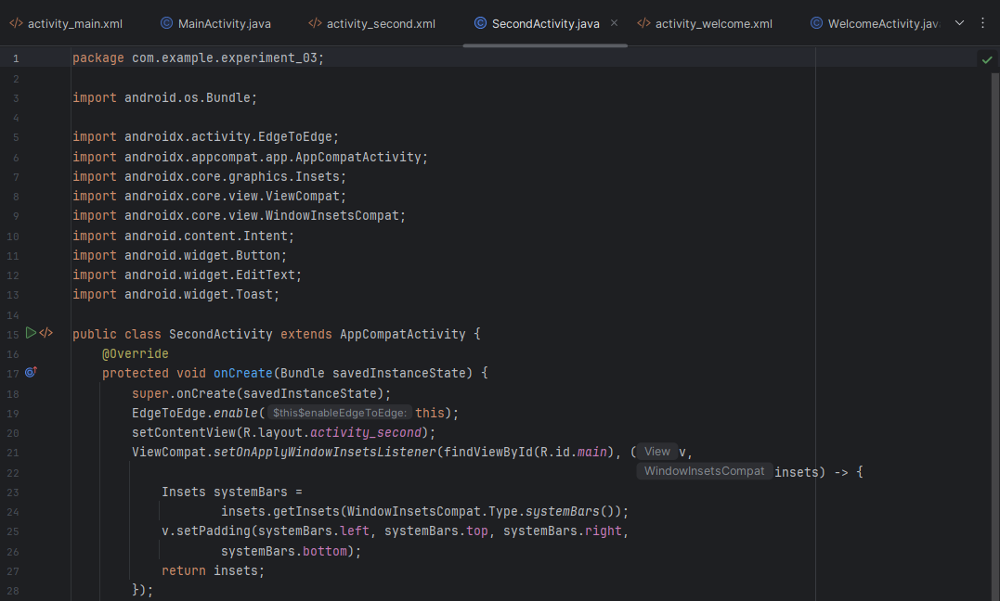 activity_main.xml MainActivity.java activity_second.xml SecondActivity.java activity_welcome.xml WelcomeActivity.jav
1 package com.example.experiment_03;
2
3 import android.os.Bundle;
4
5 import androidx.activity.EdgeToEdge;
6 import androidx.appcompat.app.AppCompatActivity;
7 import androidx.core.graphics.Insets;
8 import androidx.core.view.ViewCompat;
9 import androidx.core.view.WindowInsetsCompat;
10 import android.content.Intent;
11 import android.widget.Button;
12 import android.widget.EditText;
13 import android.widget.Toast;
14
15 public class SecondActivity extends AppCompatActivity {
16 @Override
17 protected void onCreate(Bundle savedInstanceState) {
18 super.onCreate(savedInstanceState);
19 EdgeToEdge.enable( $this$enableEdgeToEdge: this);
20 setContentView(R.layout.activity_second);
21 ViewCompat.setOnApplyWindowInsetsListener(findViewById(R.id.main), ( View v,
22 WindowInsetsCompat insets) -> {
23 Insets systemBars =
24 insets.getInsets(WindowInsetsCompat.Type.systemBars());
25 v.setPadding(systemBars.left, systemBars.top, systemBars.right,
26 systemBars.bottom);
27 return insets;
28 });